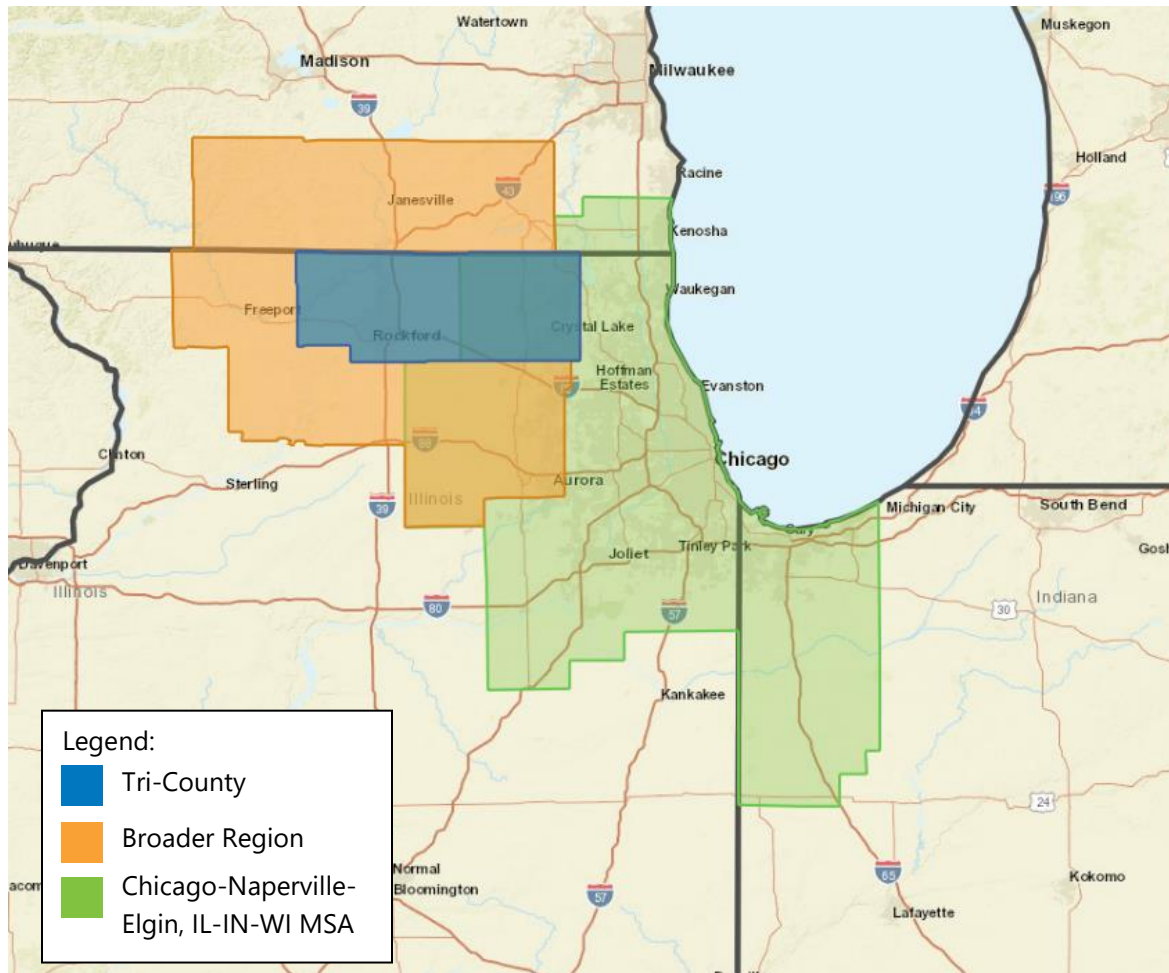 Watertown
Muskegon
Madison
Milwaukee
39
Holland
Racine
43
196
Janesville
Kenosha
Waukegan
Freeport
Rockford
Crystal Lake
Hoffman
Estates
Evanston
94
Clinton
Chicago
Sterling
Aurora
Illinois
39
Michigan City
South Bend
Gary
Tinley Park
Joliet
Davenport
Illinois
80
57
30
Indiana
Kankakee
24
Normal
Bloomington
57
65
Kokomo
Lafayette
Legend:
Tri-County
Broader Region
Chicago-Naperville-
Elgin, IL-IN-WI MSA